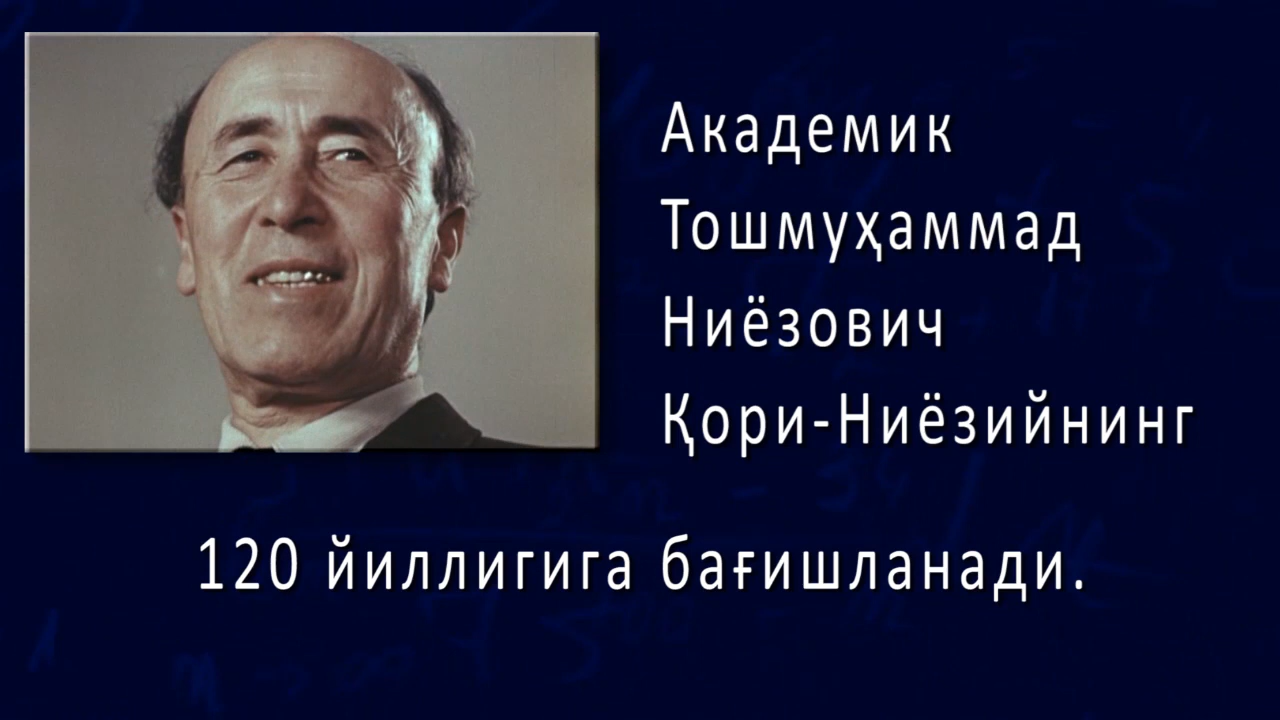 Академик
Тошмуҳаммад
Ниёзович
Қори-Ниёзийнинг
120 йиллигига бағишланади.